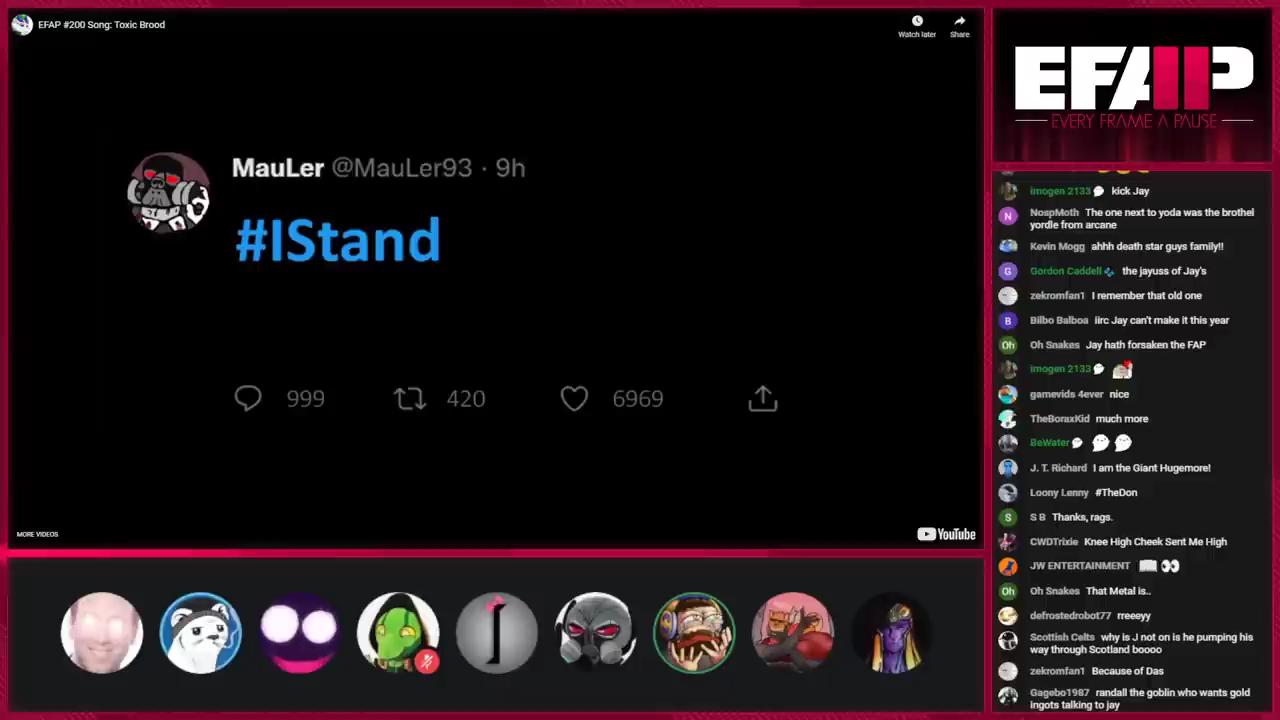 EFAP #200 Song: Toxic Brood
Watch later
Share
MauLer @MauLer93 · 9h
#IStand
999
420
6969
MORE VIDEOS
YouTube
EFAP
EVERY FRAME A PAUSE
imogen 2133 kick Jay
N
NospMoth The one next to yoda was the brothel
yordle from arcane
Kevin Mogg ahhh death star guys family!!
G
Gordon Caddell the jayuss of Jay's
zekromfan1 I remember that old one
B
Bilbo Balboa iirc Jay can't make it this year
Oh
Oh Snakes Jay hath forsaken the FAP
imogen 2133
gamevids 4ever nice
TheBoraxKid much more
BeWater
J. T. Richard I am the Giant Hugemore!
Loony Lenny #TheDon
S
S B Thanks, rags.
CWDTrixie Knee High Cheek Sent Me High
JW ENTERTAINMENT
Oh
Oh Snakes That Metal is..
defrostedrobot77 rreeeyy
Scottish Celts why is J not on is he pumping his
way through Scotland boooo
zekromfan1 Because of Das
Gagebo1987 randall the goblin who wants gold
ingots talking to jay